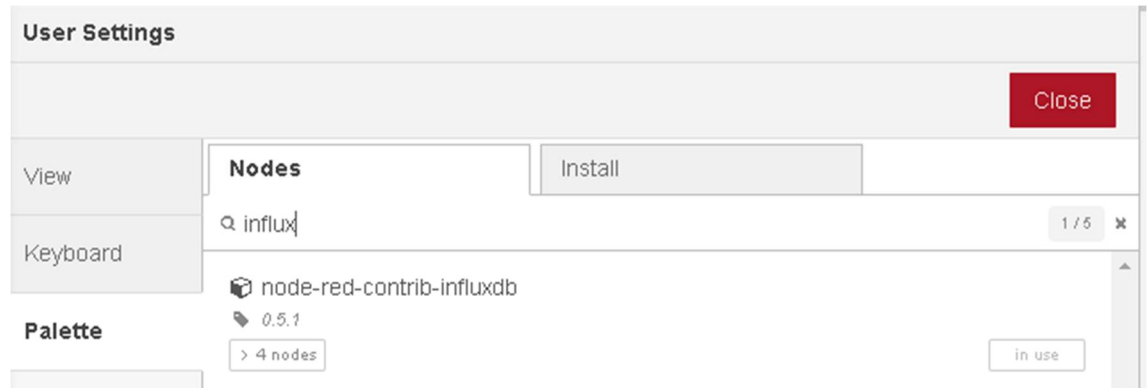 User Settings
Close
View
Nodes
Install
influx
1 / 5
Keyboard
node-red-contrib-influxdb
0.5.1
Palette
> 4 nodes
in use